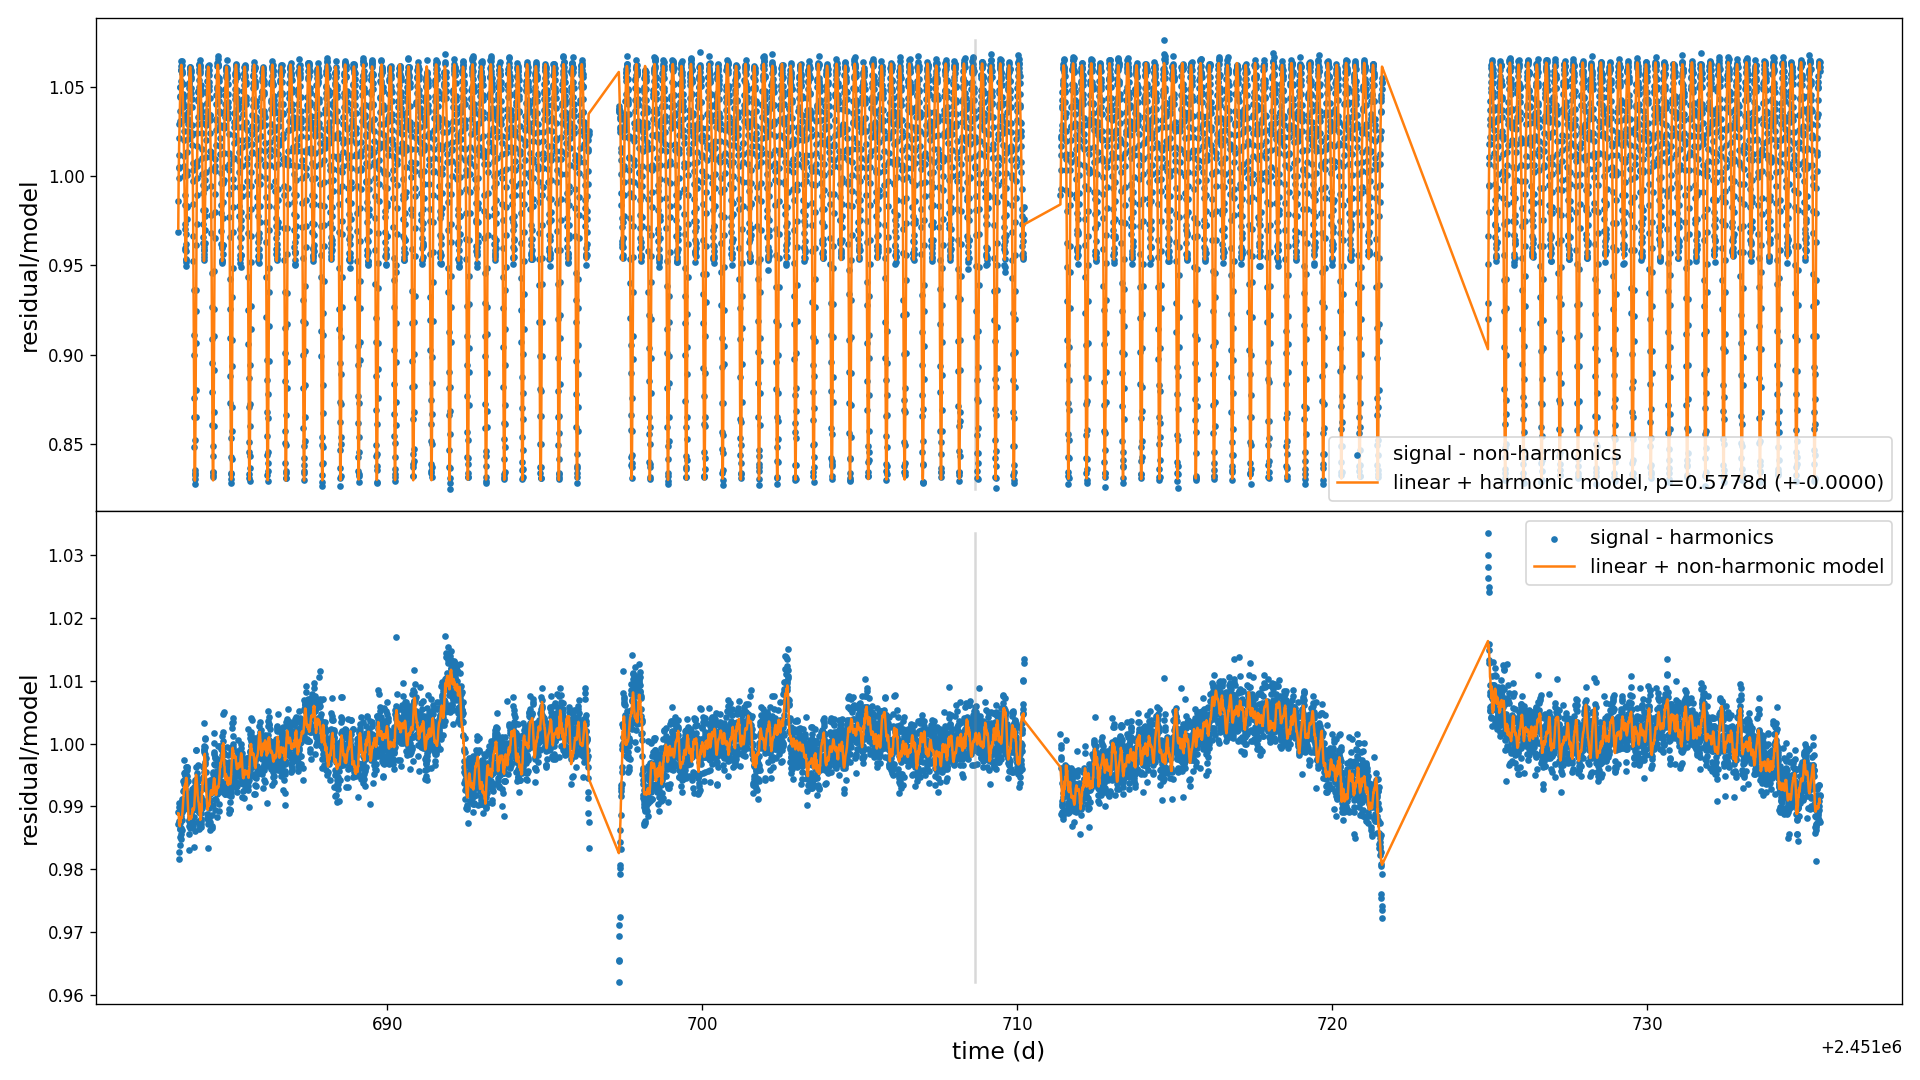 residual/model
1.05
1.00
0.95
0.90
0.85
signal - non-harmonics
linear + harmonic model, p=0.5778d (+-0.0000)
residual/model
1.03
1.02
1.01
1.00
0.99
0.98
0.97
0.96
signal - harmonics
linear + non-harmonic model
690
700
710
720
730
time (d)
+2.451e6